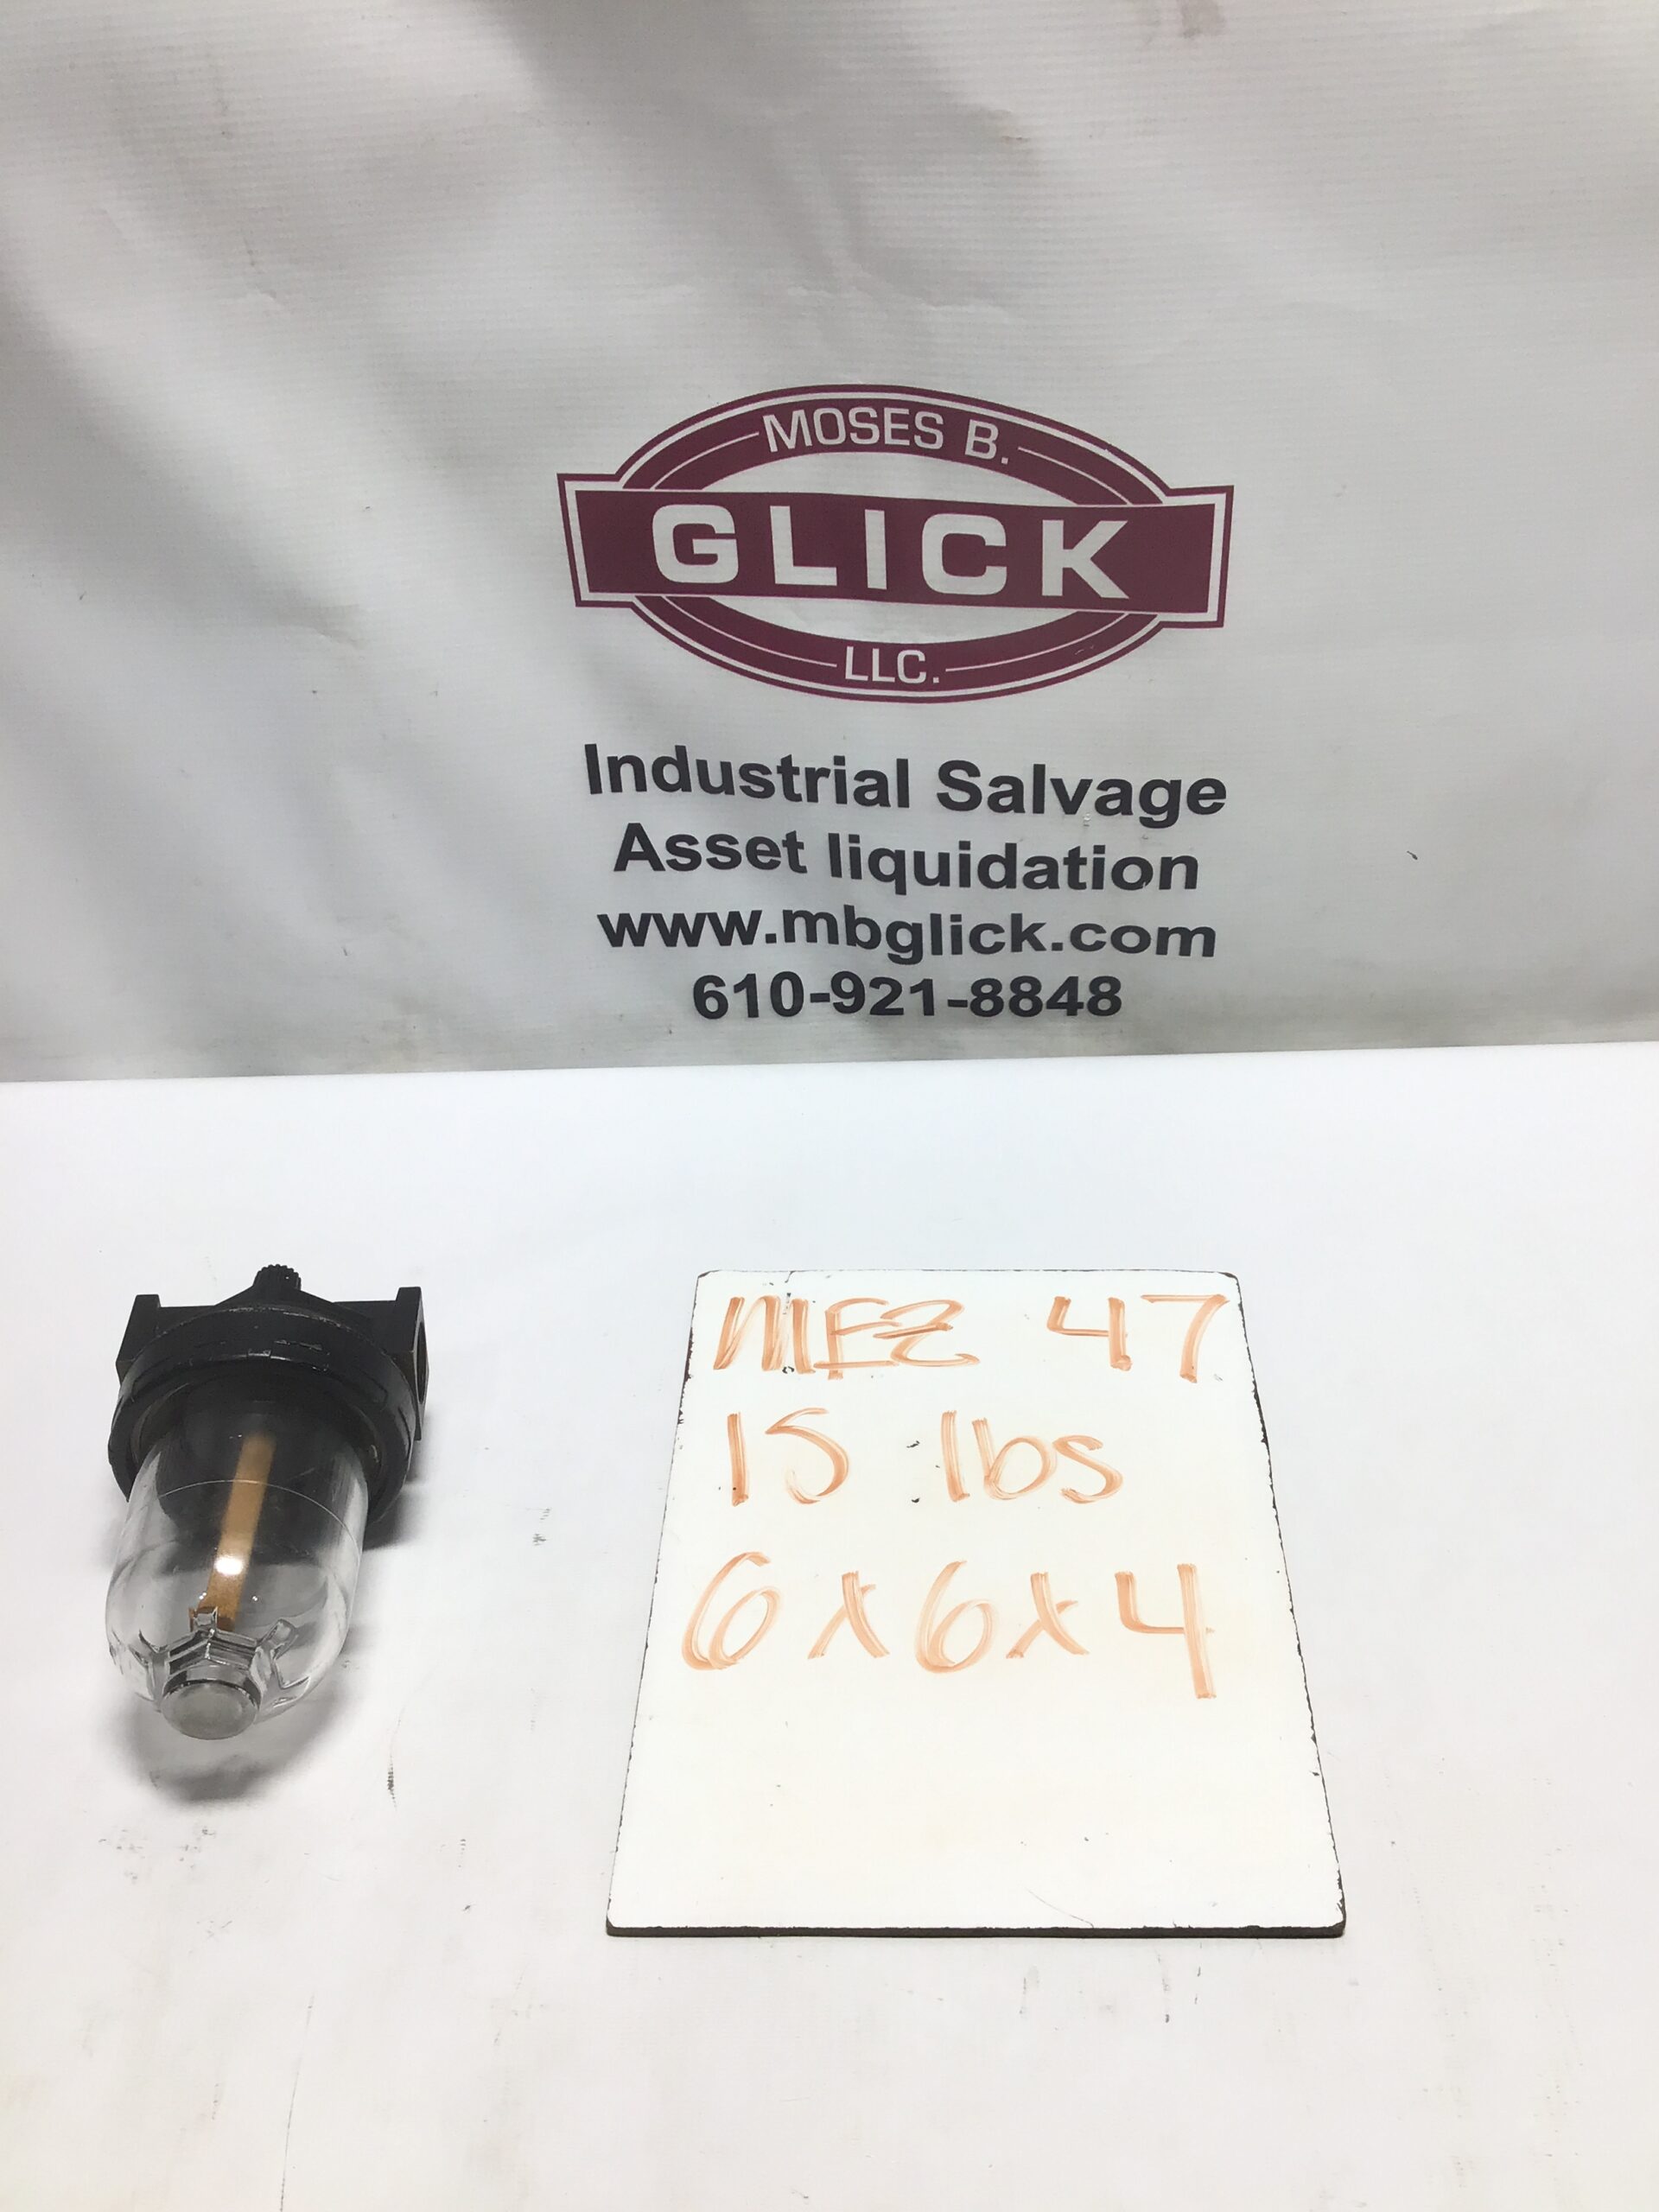 MOSES B.
GLICK
LLC.
Industrial Salvage
Asset liquidation
www.mbglick.com
610-921-8848
MEZ 47
15 lbs
6x6x4